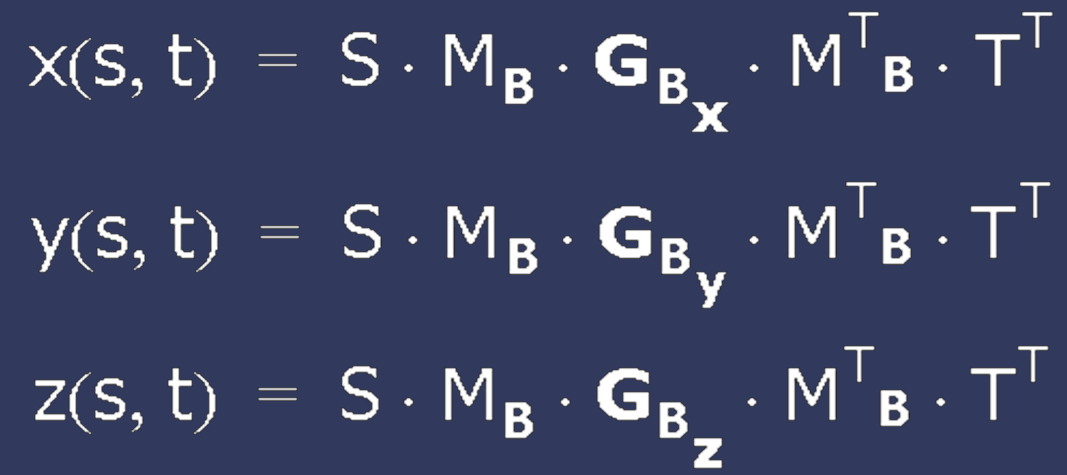 x(s, t) = S · M_B · G_B_x · M^T_B · T^T
y(s, t) = S · M_B · G_B_y · M^T_B · T^T
z(s, t) = S · M_B · G_B_z · M^T_B · T^T